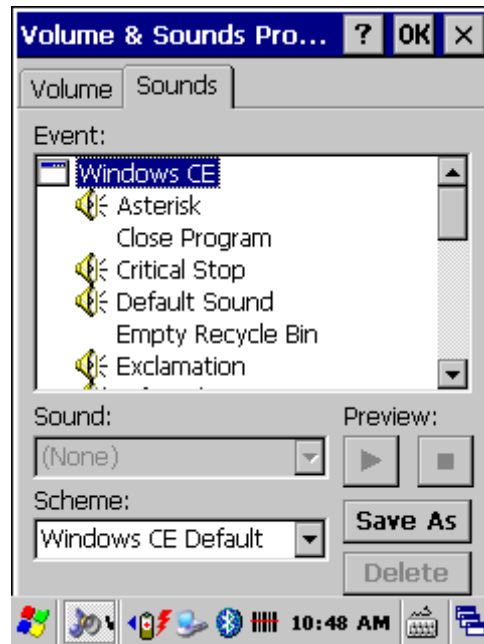 Volume & Sounds Pro... ? OK ×
Volume Sounds
Event:
Windows CE
Asterisk
Close Program
Critical Stop
Default Sound
Empty Recycle Bin
Exclamation
Sound: Preview:
(None)
Scheme:
Save As
Windows CE Default
Delete
10:48 AM